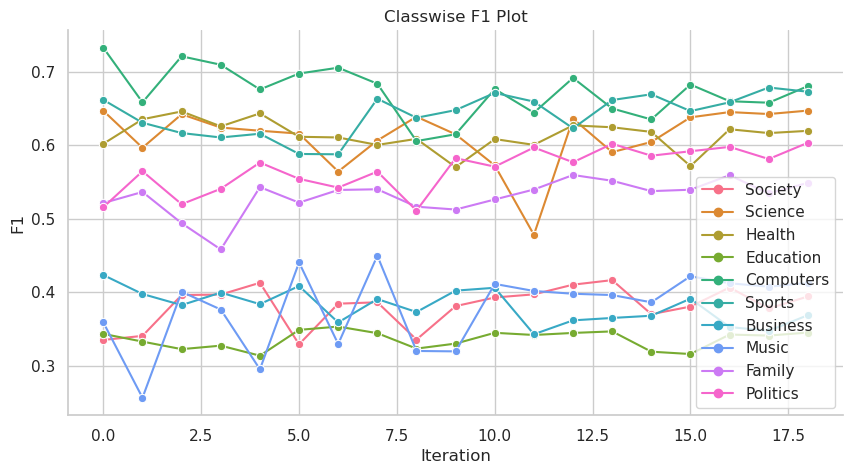 Classwise F1 Plot
F1
0.7
0.6
0.5
0.4
0.3
Society
Science
Health
Education
Computers
Sports
Business
Music
Family
Politics
0.0 2.5 5.0 7.5 10.0 12.5 15.0 17.5
Iteration